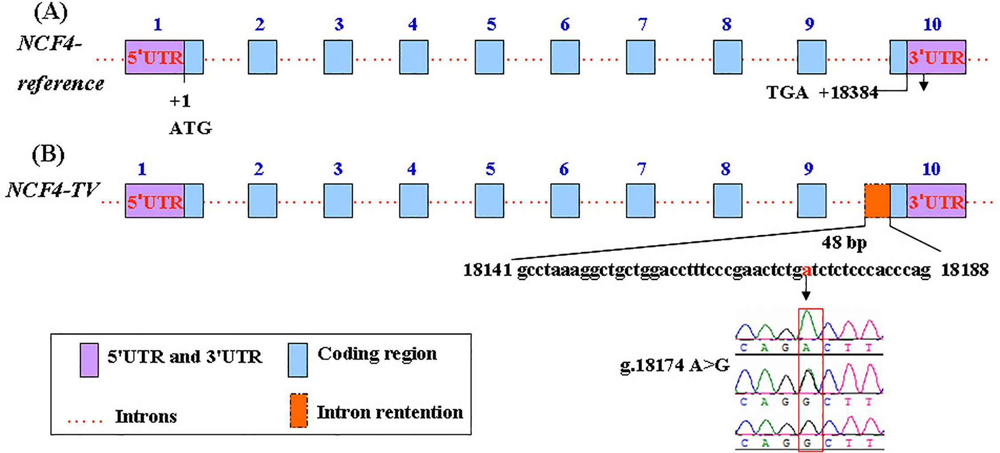 (A)
1 2 3 4 5 6 7 8 9 10
NCF4-
reference
5'UTR
3'UTR
+1
ATG
TGA +18384
(B)
1 2 3 4 5 6 7 8 9 10
NCF4-TV
5'UTR
3'UTR
48 bp
18141 gcctaaaggctgctggacctttcccgaactctgatctctcccacccag 18188
g.18174 A>G
C A G A C T T
C A G G C T T
C A G G C T T
5'UTR and 3'UTR
Coding region
Introns
Intron rentention